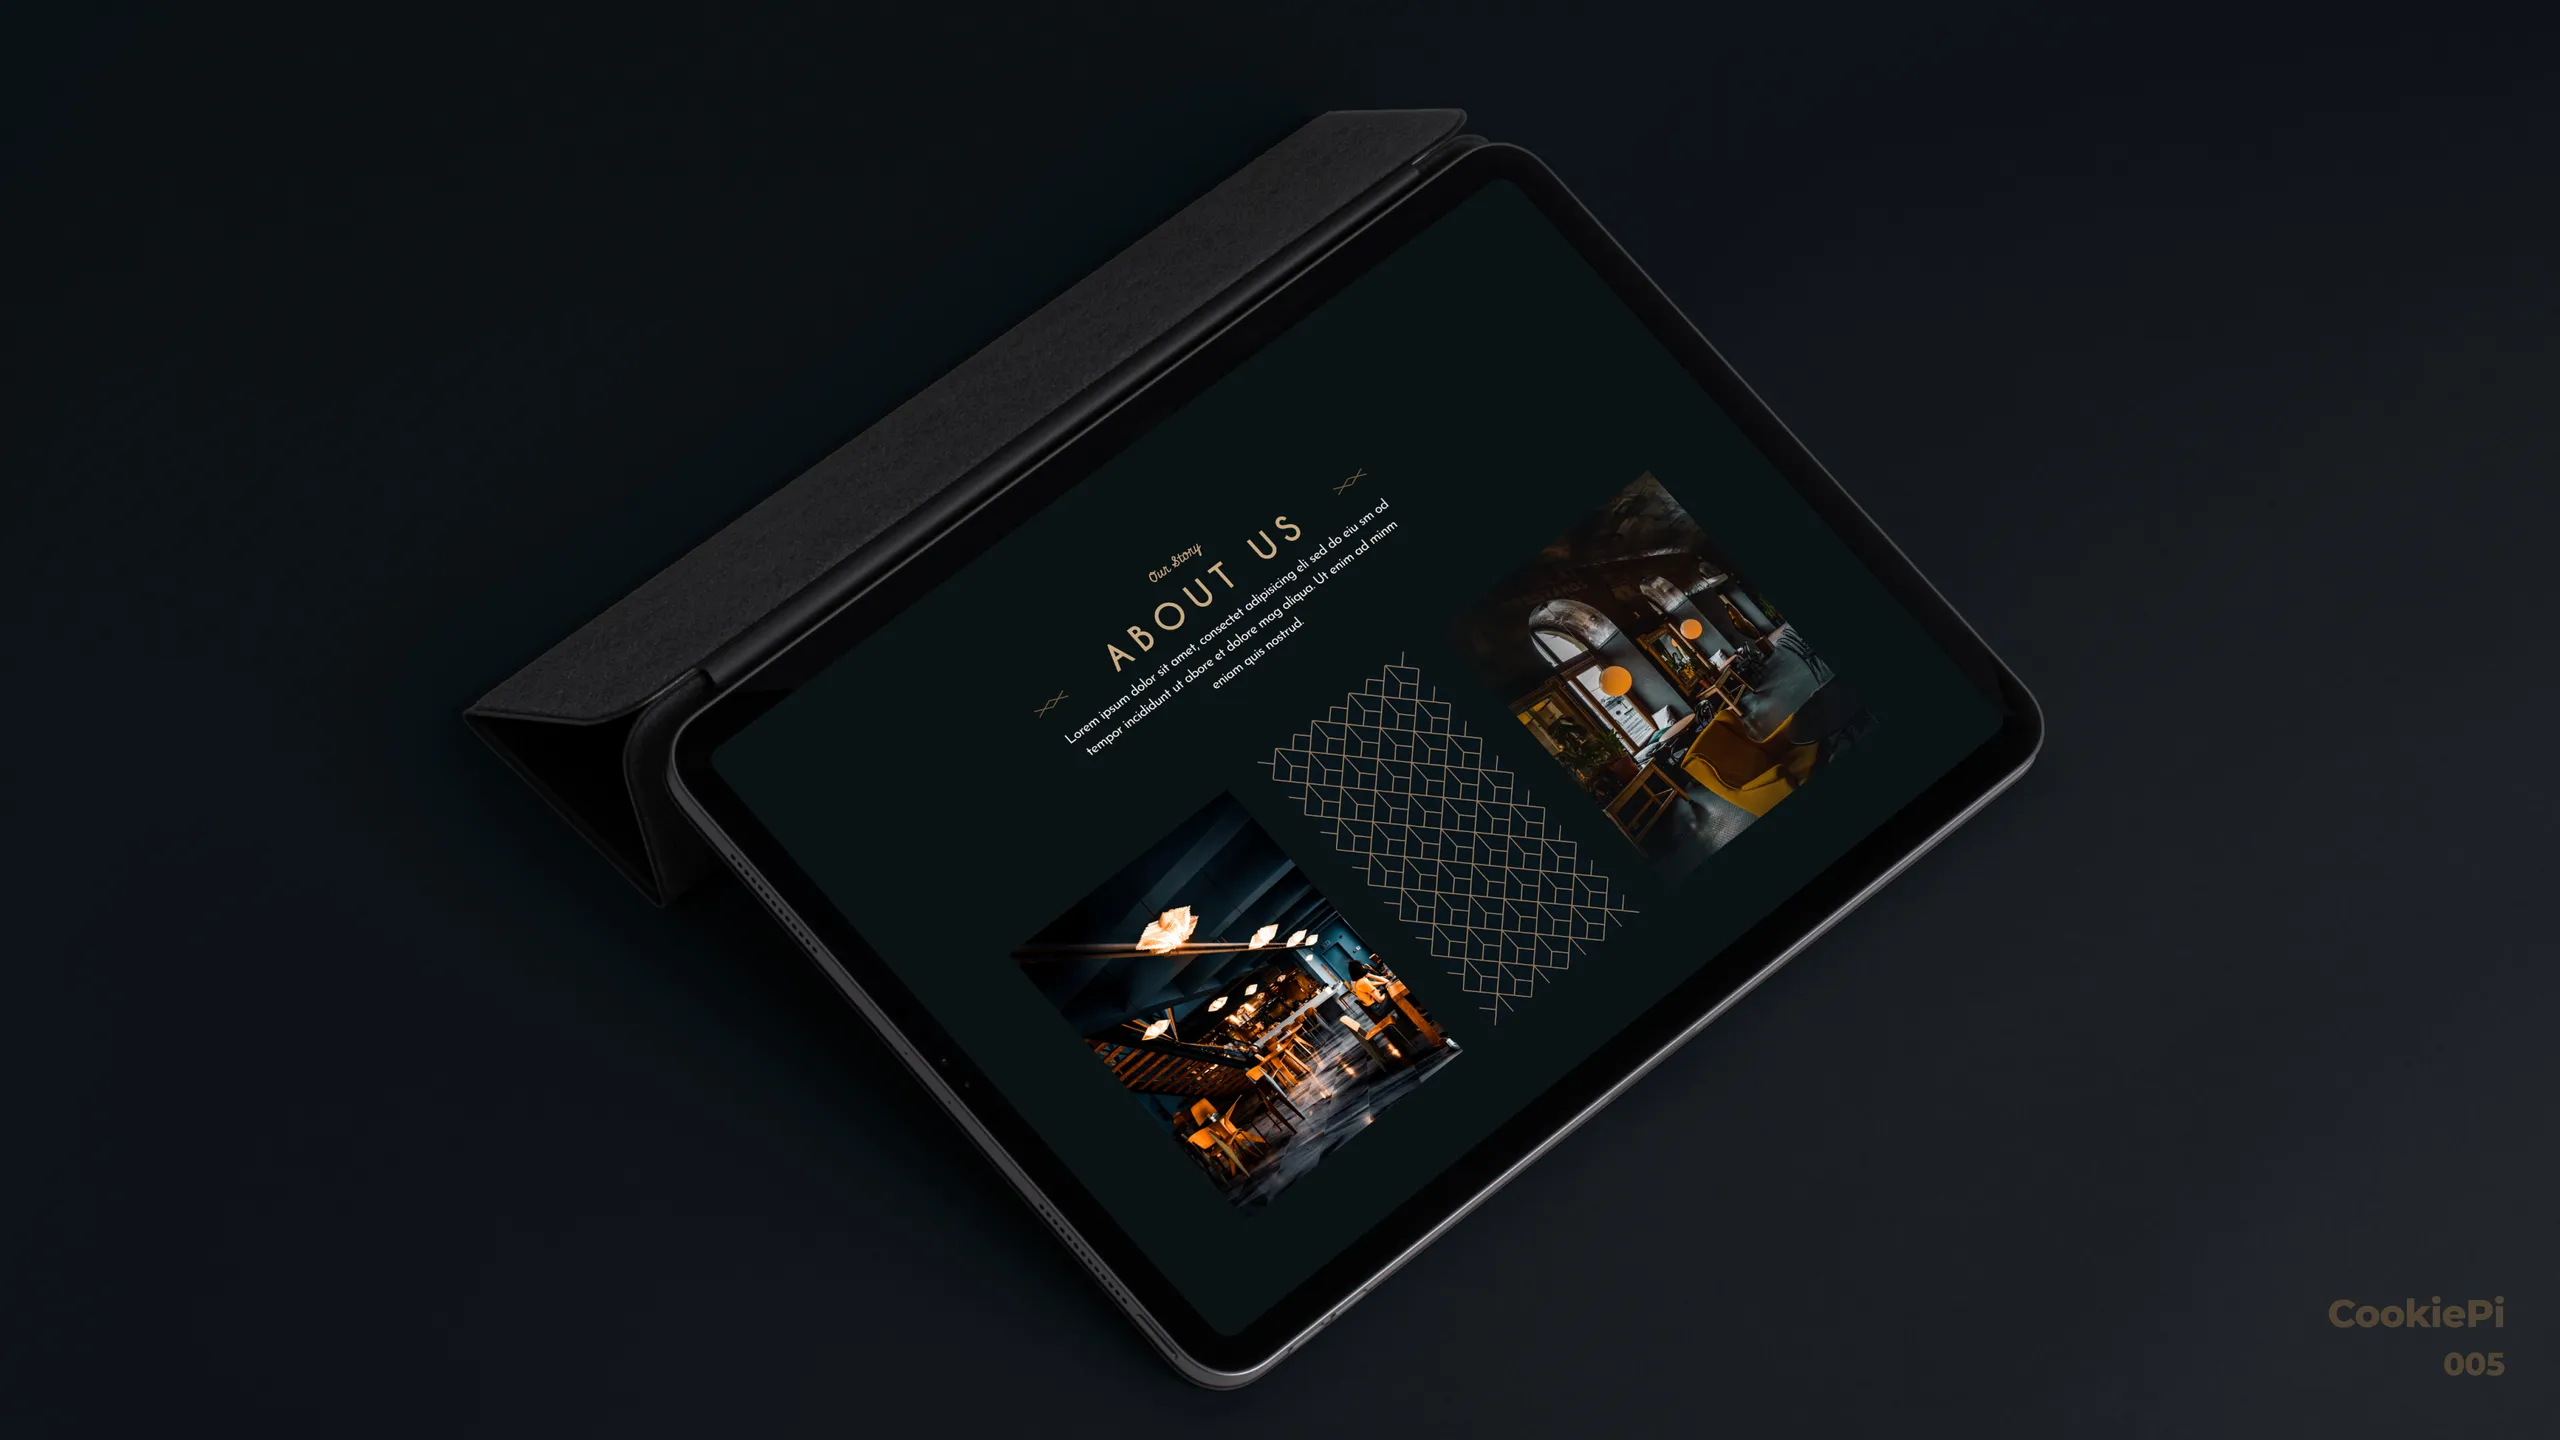 Our Story
ABOUT US
Lorem ipsum dolor sit amet, consectet adipisicing eli sed do eiu sm od
tempor incididunt ut abore et dolore mag aliqua. Ut enim ad minm
eniam quis nostrud.
CookiePi
005